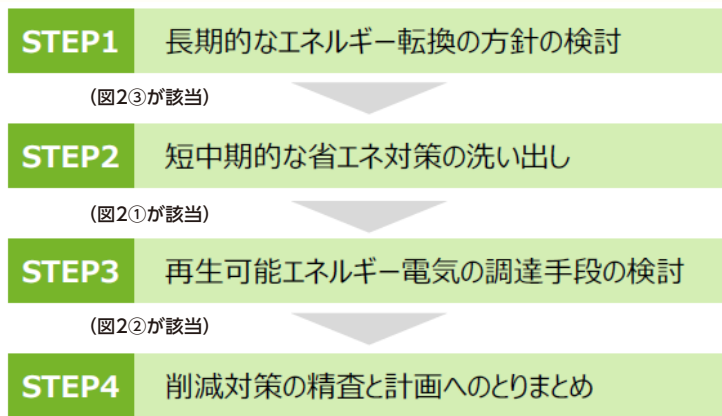 STEP1 長期的なエネルギー転換の方針の検討
(図2③が該当)
STEP2 短中期的な省エネ対策の洗い出し
(図2①が該当)
STEP3 再生可能エネルギー電気の調達手段の検討
(図2②が該当)
STEP4 削減対策の精査と計画へのとりまとめ